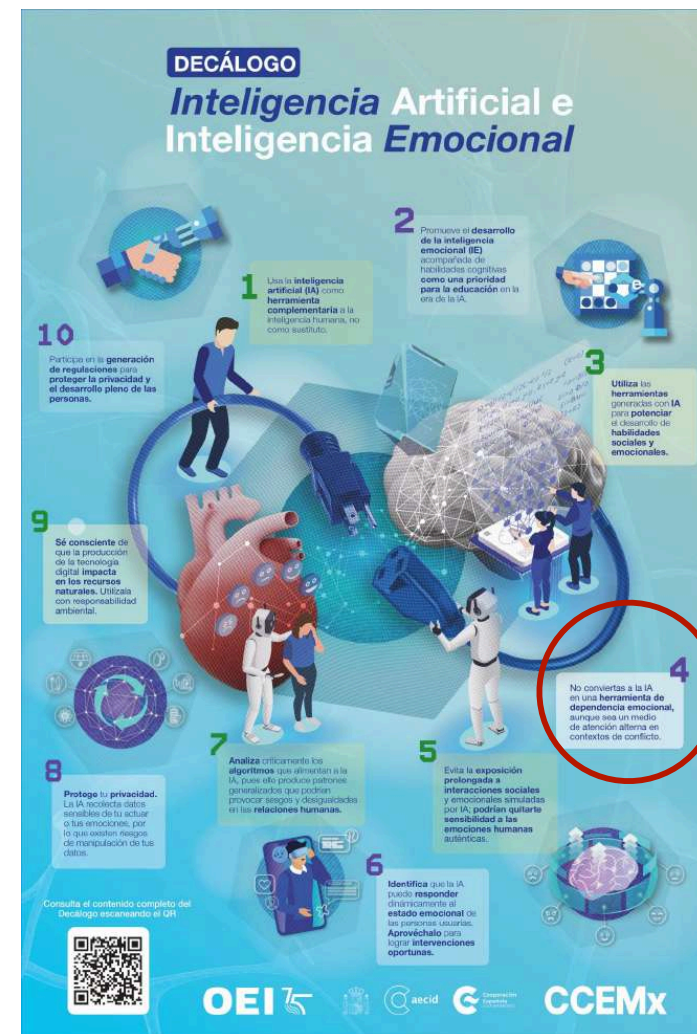 DECÁLOGO
Inteligencia Artificial e
Inteligencia Emocional
1
Usa la inteligencia
artificial (IA) como
herramienta
complementaria a la
inteligencia humana, no
como sustituto.
2
Promueve el desarrollo
de la inteligencia
emocional (IE)
acompañada de
habilidades cognitivas
como una prioridad
para la educación en la
era de la IA.
3
Utiliza las
herramientas
generadas con IA
para potenciar
el desarrollo de
habilidades
sociales y
emocionales.
4
No conviertas a la IA
en una herramienta de
dependencia emocional,
aunque sea un medio
de atención alterna en
contextos de conflicto.
5
Evita la exposición
prolongada a
interacciones sociales
y emocionales simuladas
por IA; podrían quitarte
sensibilidad a las
emociones humanas
auténticas.
6
Identifica que la IA
puede responder
dinámicamente al
estado emocional de
las personas usuarias.
Aprovéchalo para
lograr intervenciones
oportunas.
7
Analiza críticamente los
algoritmos que alimentan a la
IA, pues ello produce patrones
generalizados que podrían
provocar sesgos y desigualdades
en las relaciones humanas.
8
Protege tu privacidad.
La IA recolecta datos
sensibles de tu actuar
o tus emociones, por
lo que existen riesgos
de manipulación de tus
datos.
9
Sé consciente de
que la producción
de la tecnología
digital impacta
en los recursos
naturales. Utilízala
con responsabilidad
ambiental.
10
Participa en la generación
de regulaciones para
proteger la privacidad y
el desarrollo pleno de las
personas.
Consulta el contenido completo del
Decálogo escaneando el QR
OEI 75
aecid
Cooperación
Española
CCEMx